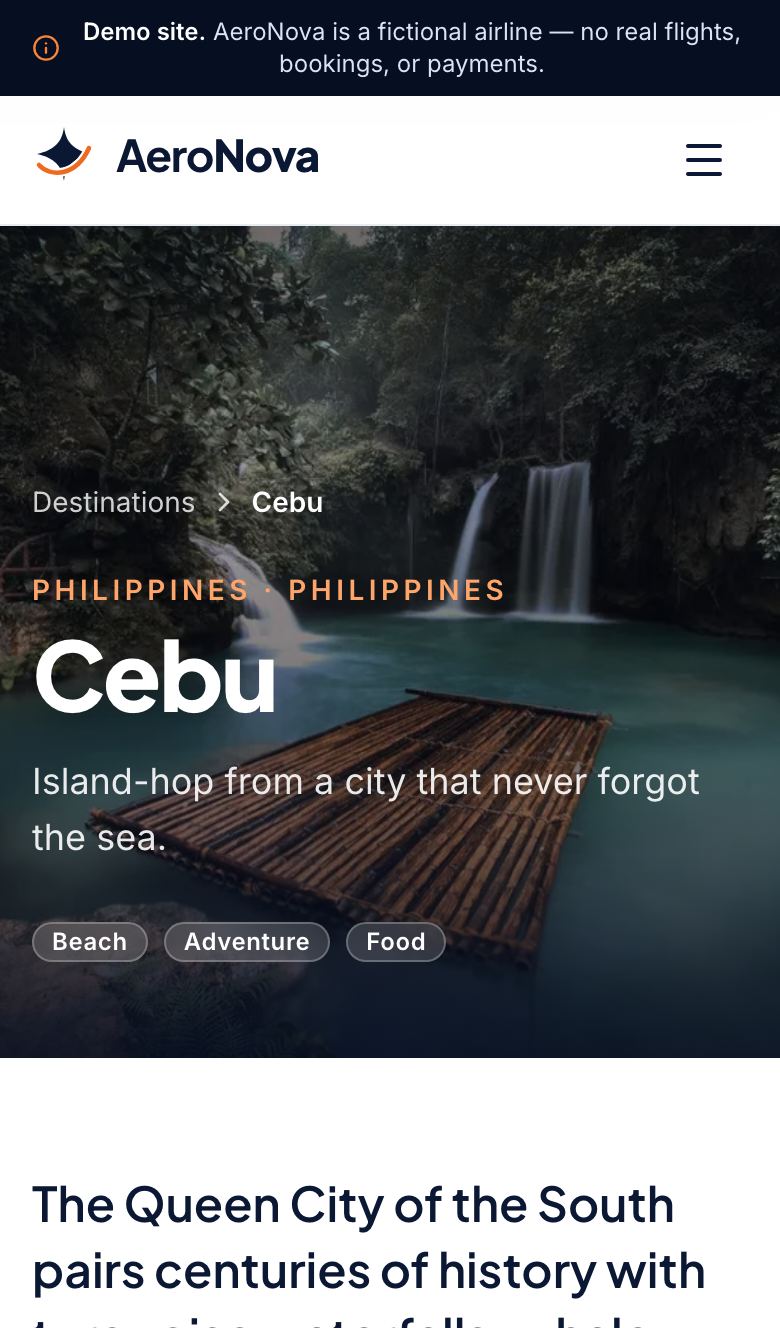 Demo site. AeroNova is a fictional airline — no real flights,
bookings, or payments.
AeroNova
Destinations > Cebu
PHILIPPINES · PHILIPPINES
Cebu
Island-hop from a city that never forgot
the sea.
Beach Adventure Food
The Queen City of the South
pairs centuries of history with